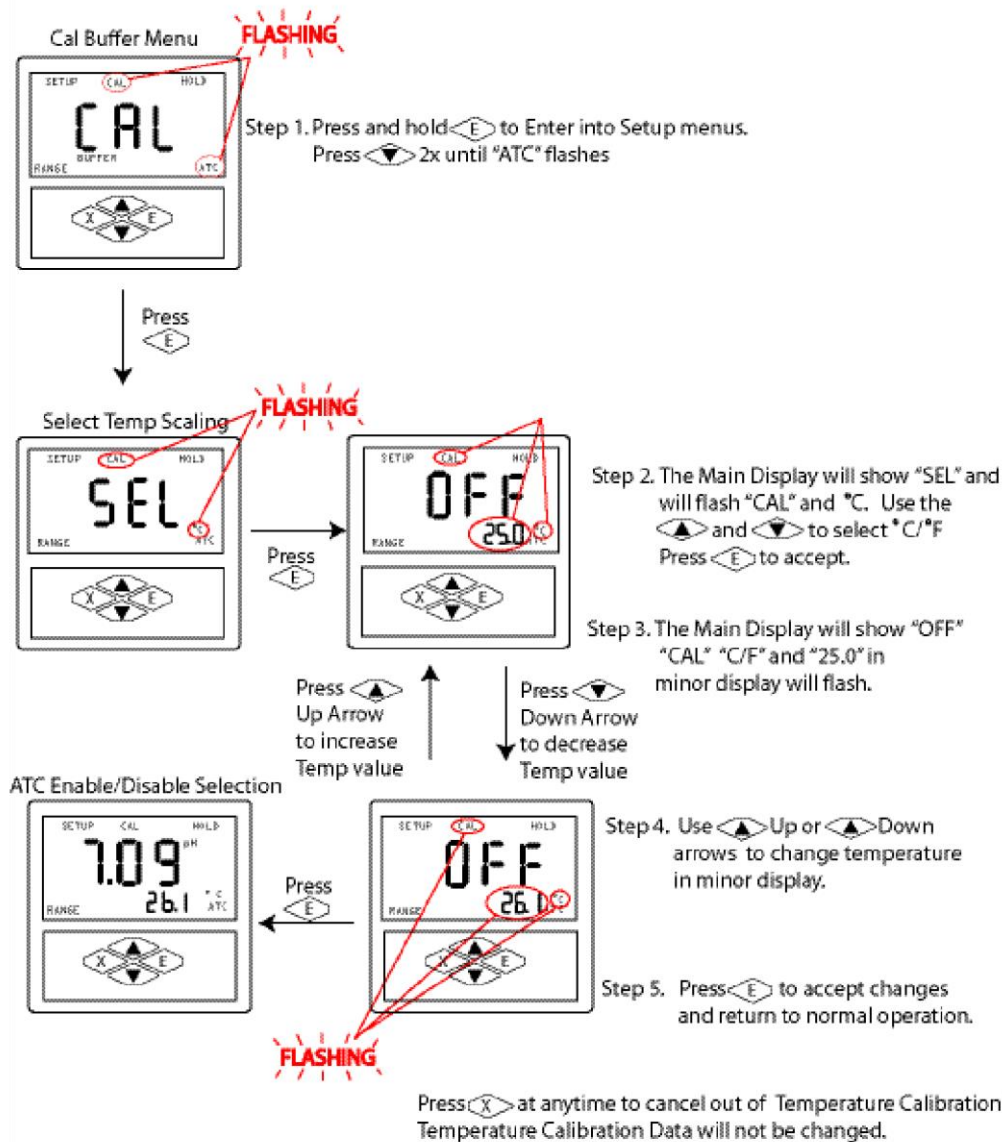 Cal Buffer Menu
FLASHING
SETUP CAL HOLD
CAL
BUFFER
RANGE ATC
X ▲ ▼ E
Step 1. Press and hold E to Enter into Setup menus.
Press ▼ 2x until "ATC" flashes
Press
E
Select Temp Scaling
FLASHING
SETUP CAL HOLD
SEL
°C
RANGE ATC
X ▲ ▼ E
Press
E
SETUP CAL HOLD
OFF
25.0 °C
RANGE ATC
X ▲ ▼ E
Step 2. The Main Display will show "SEL" and
will flash "CAL" and °C. Use the
▲ and ▼ to select °C/°F
Press E to accept.
Step 3. The Main Display will show "OFF"
"CAL" "C/F" and "25.0" in
minor display will flash.
Press ▲
Up Arrow
to increase
Temp value
Press ▼
Down Arrow
to decrease
Temp value
ATC Enable/Disable Selection
SETUP CAL HOLD
7.09 pH
26.1 °C
RANGE ATC
X ▲ ▼ E
Press
E
SETUP CAL HOLD
OFF
26.1 °C
RANGE
X ▲ ▼ E
FLASHING
Step 4. Use ▲ Up or ▲ Down
arrows to change temperature
in minor display.
Step 5. Press E to accept changes
and return to normal operation.
Press X at anytime to cancel out of Temperature Calibration
Temperature Calibration Data will not be changed.